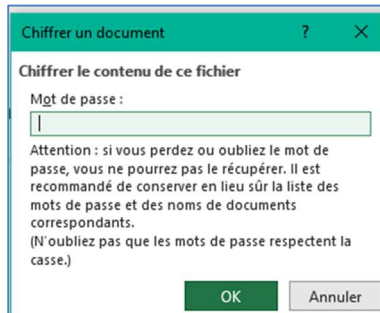 Chiffrer un document ? ×
Chiffrer le contenu de ce fichier
Mot de passe :
Attention : si vous perdez ou oubliez le mot de
passe, vous ne pourrez pas le récupérer. Il est
recommandé de conserver en lieu sûr la liste des
mots de passe et des noms de documents
correspondants.
(N'oubliez pas que les mots de passe respectent la
casse.)
OK Annuler